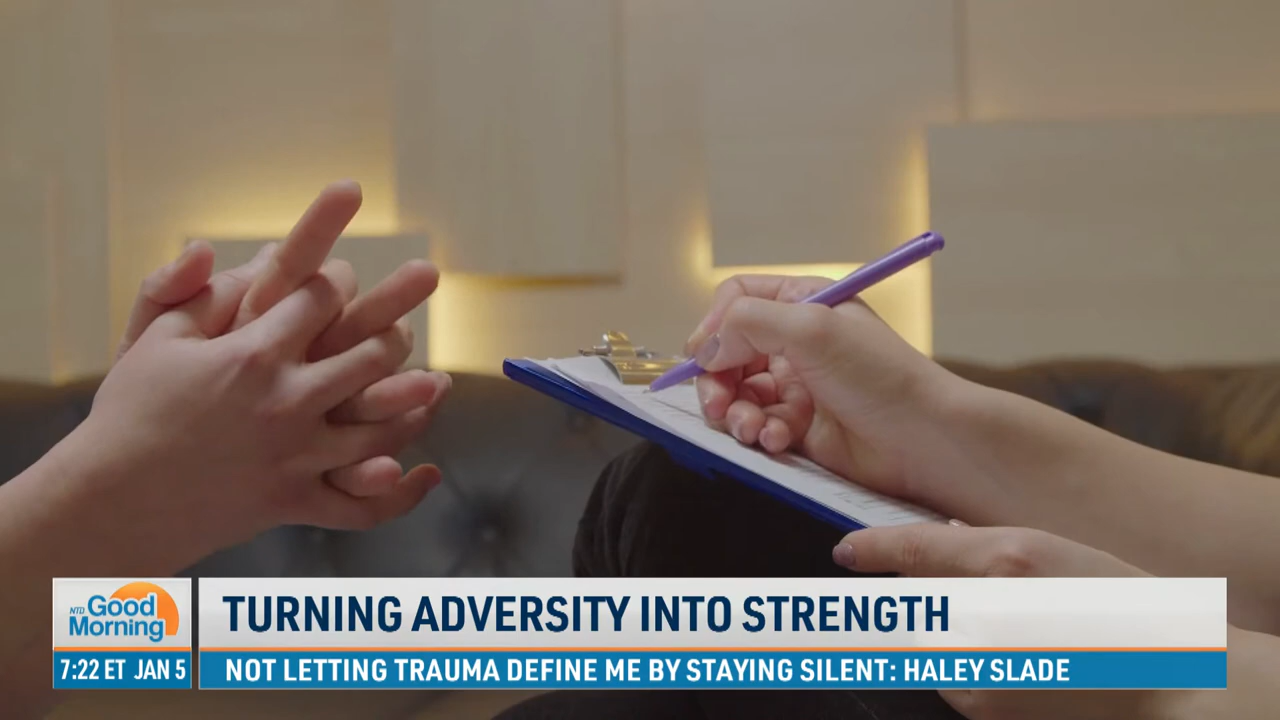 TURNING ADVERSITY INTO STRENGTH
NTD Good
Morning
7:22 ET JAN 5
NOT LETTING TRAUMA DEFINE ME BY STAYING SILENT: HALEY SLADE